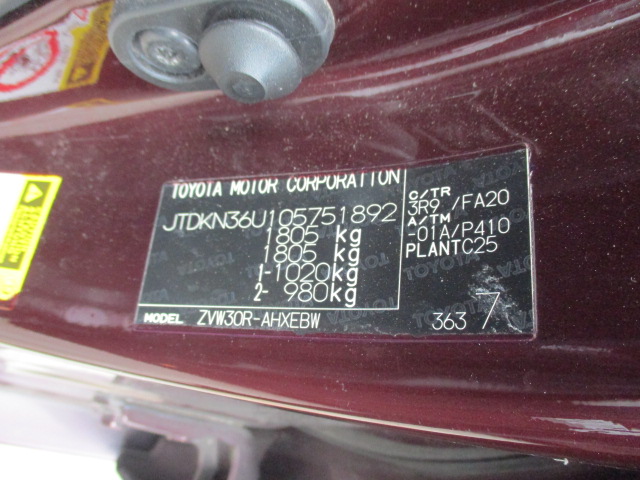 TOYOTA MOTOR CORPORATION
JTDKN36U105751892
1805 kg
1805 kg
1-1020kg
2- 980kg
MODEL ZVW30R-AHXEBW
C/TR
3R9 /FA20
A/TM
-01A/P410
PLANTC25
363 7